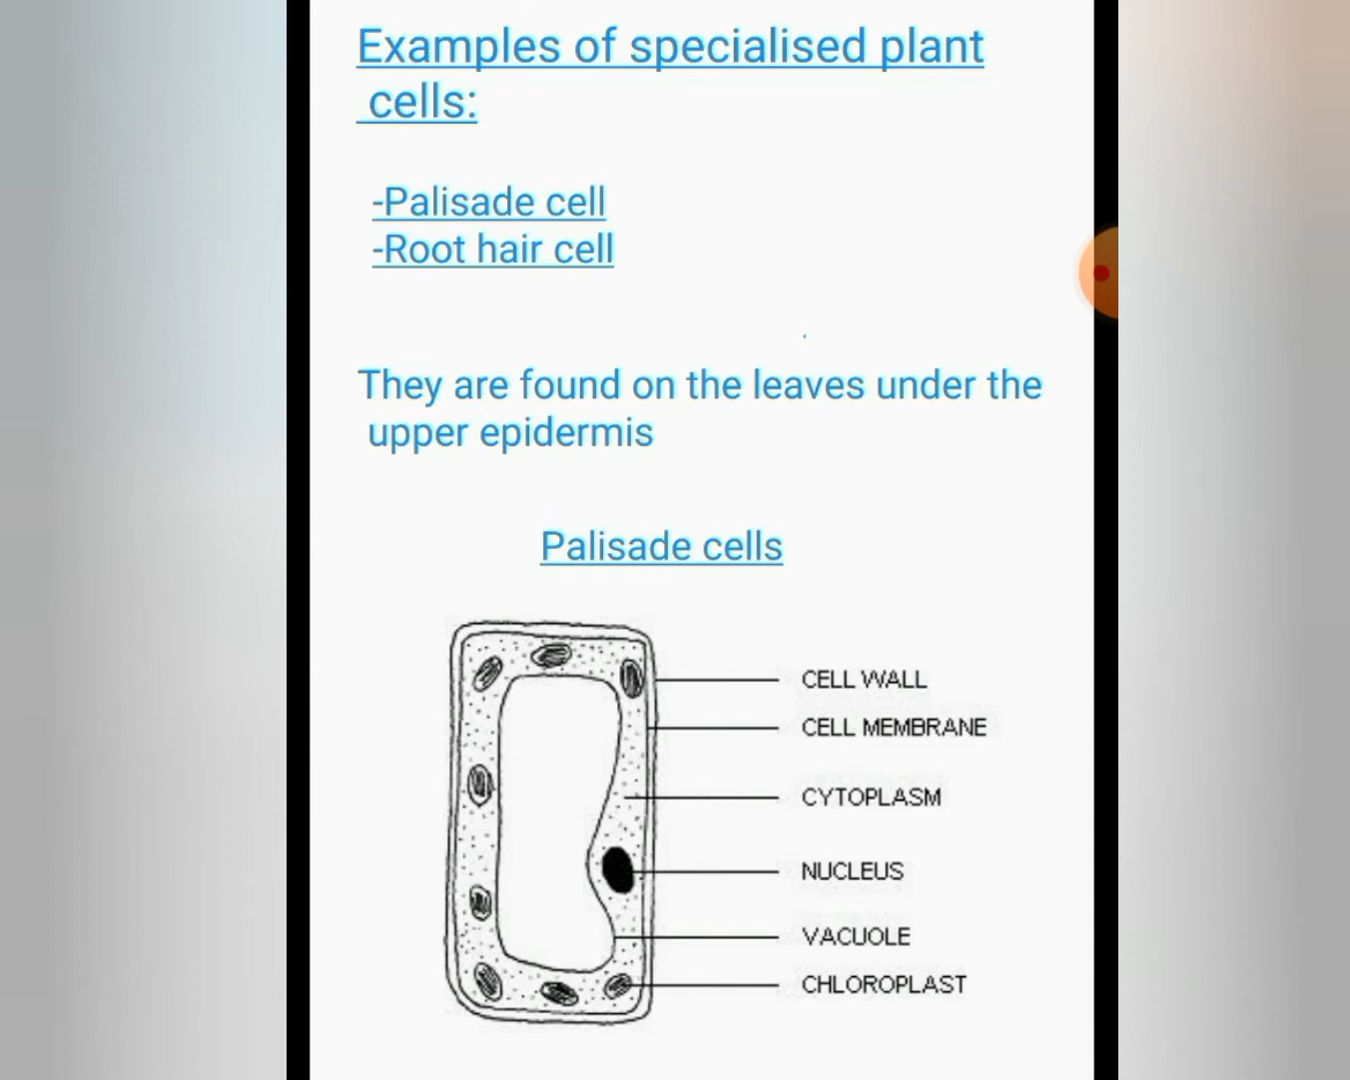 Examples of specialised plant
cells:
-Palisade cell
-Root hair cell
They are found on the leaves under the
upper epidermis
Palisade cells
CELL WALL
CELL MEMBRANE
CYTOPLASM
NUCLEUS
VACUOLE
CHLOROPLAST